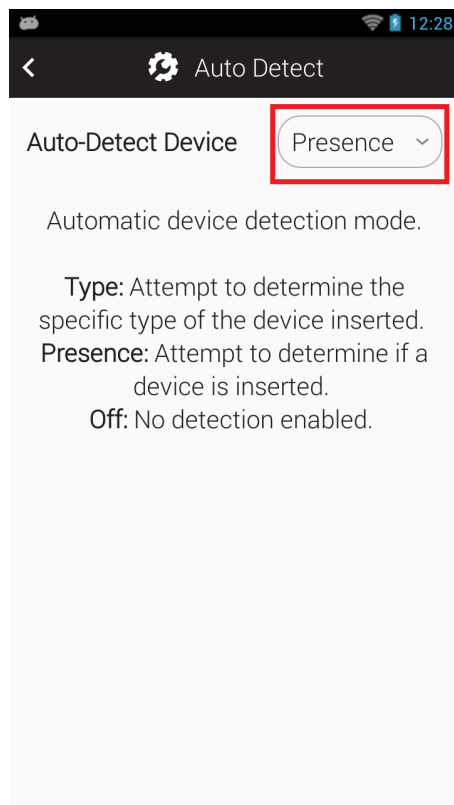 12:28
Auto Detect
Auto-Detect Device
Presence
Automatic device detection mode.
Type: Attempt to determine the
specific type of the device inserted.
Presence: Attempt to determine if a
device is inserted.
Off: No detection enabled.